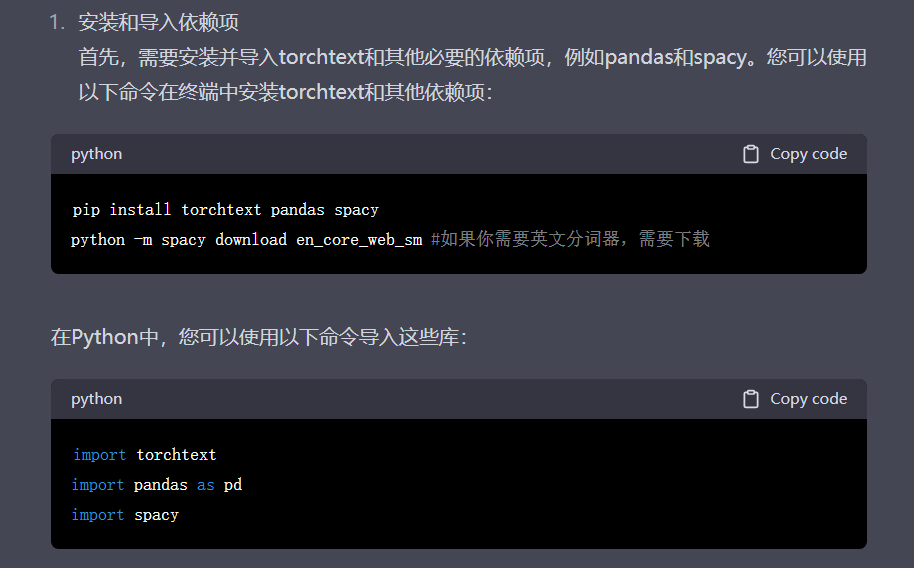 1. 安装和导入依赖项
首先，需要安装并导入torchtext和其他必要的依赖项，例如pandas和spacy。您可以使用
以下命令在终端中安装torchtext和其他依赖项：
python Copy code
pip install torchtext pandas spacy
python -m spacy download en_core_web_sm #如果你需要英文分词器，需要下载
在Python中，您可以使用以下命令导入这些库：
python Copy code
import torchtext
import pandas as pd
import spacy